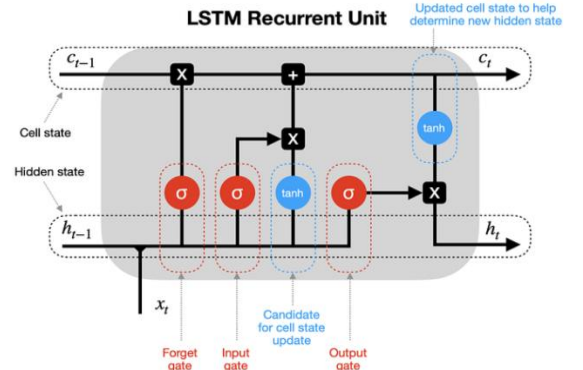 LSTM Recurrent Unit
Updated cell state to help
determine new hidden state
c_{t-1}
c_t
X
+
Cell state
tanh
X
Hidden state
σ
σ
tanh
σ
X
h_{t-1}
h_t
x_t
Candidate
for cell state
update
Forget
gate
Input
gate
Output
gate